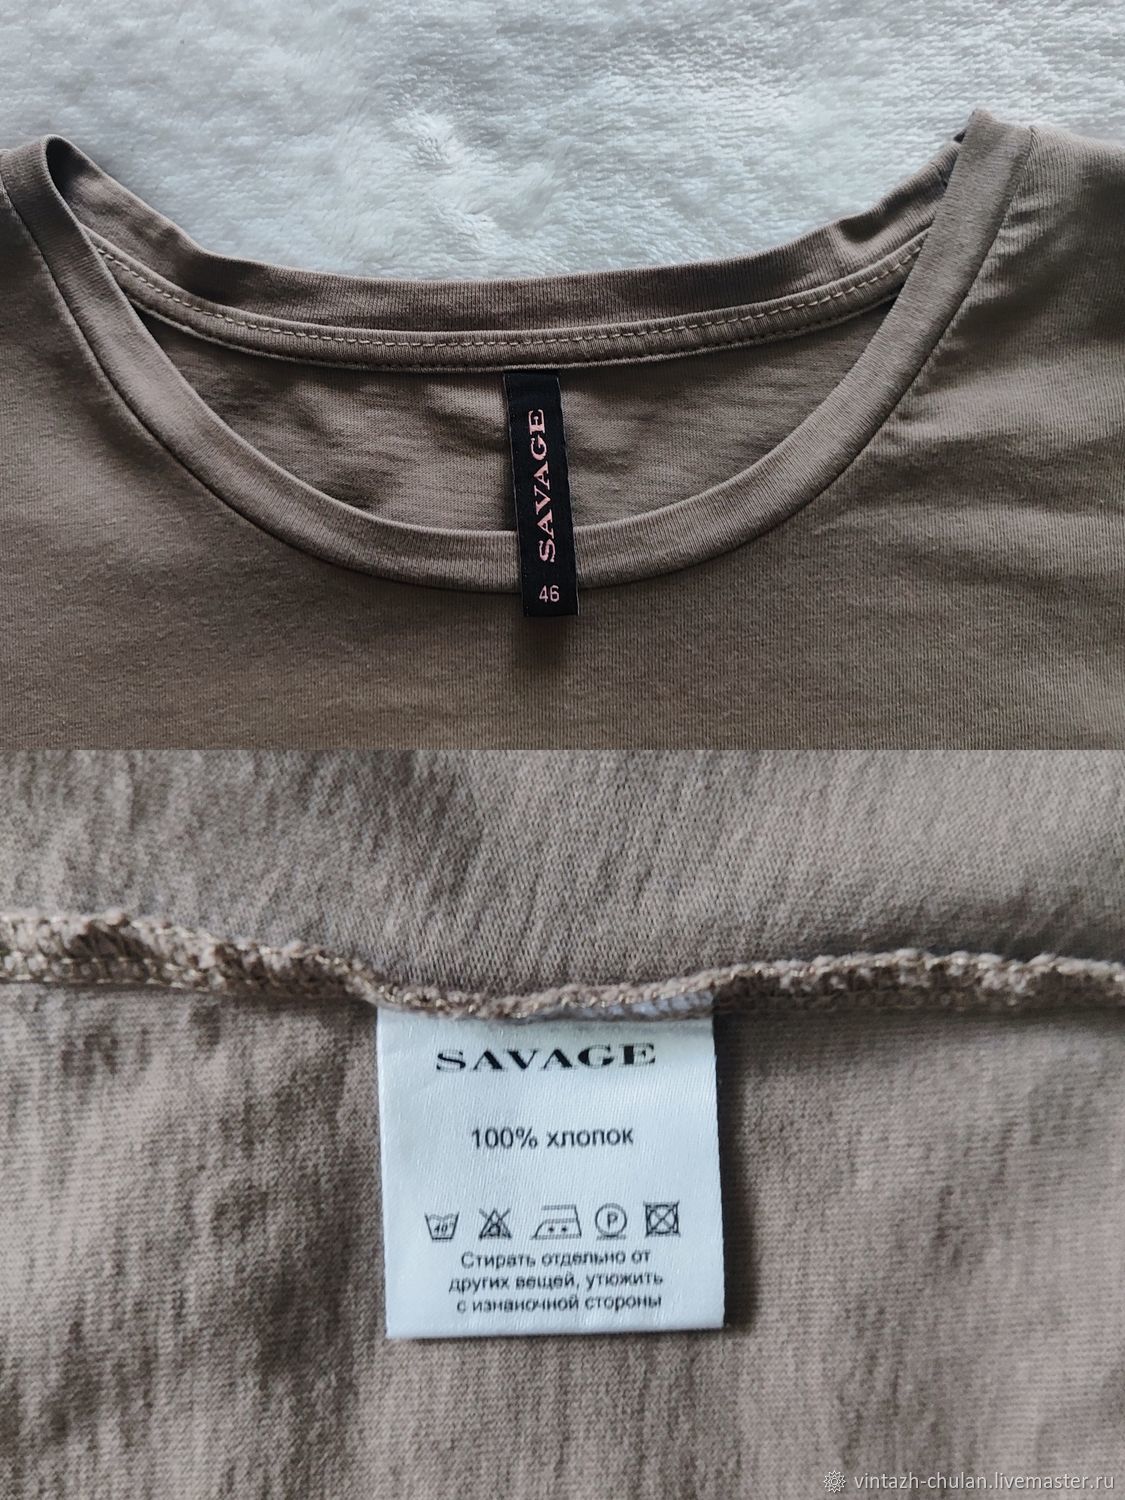 SAVAGE
46
SAVAGE
100% хлопок
40
P
Стирать отдельно от
других вещей, утюжить
с изнаночной стороны
vintazh-chulan.livemaster.ru